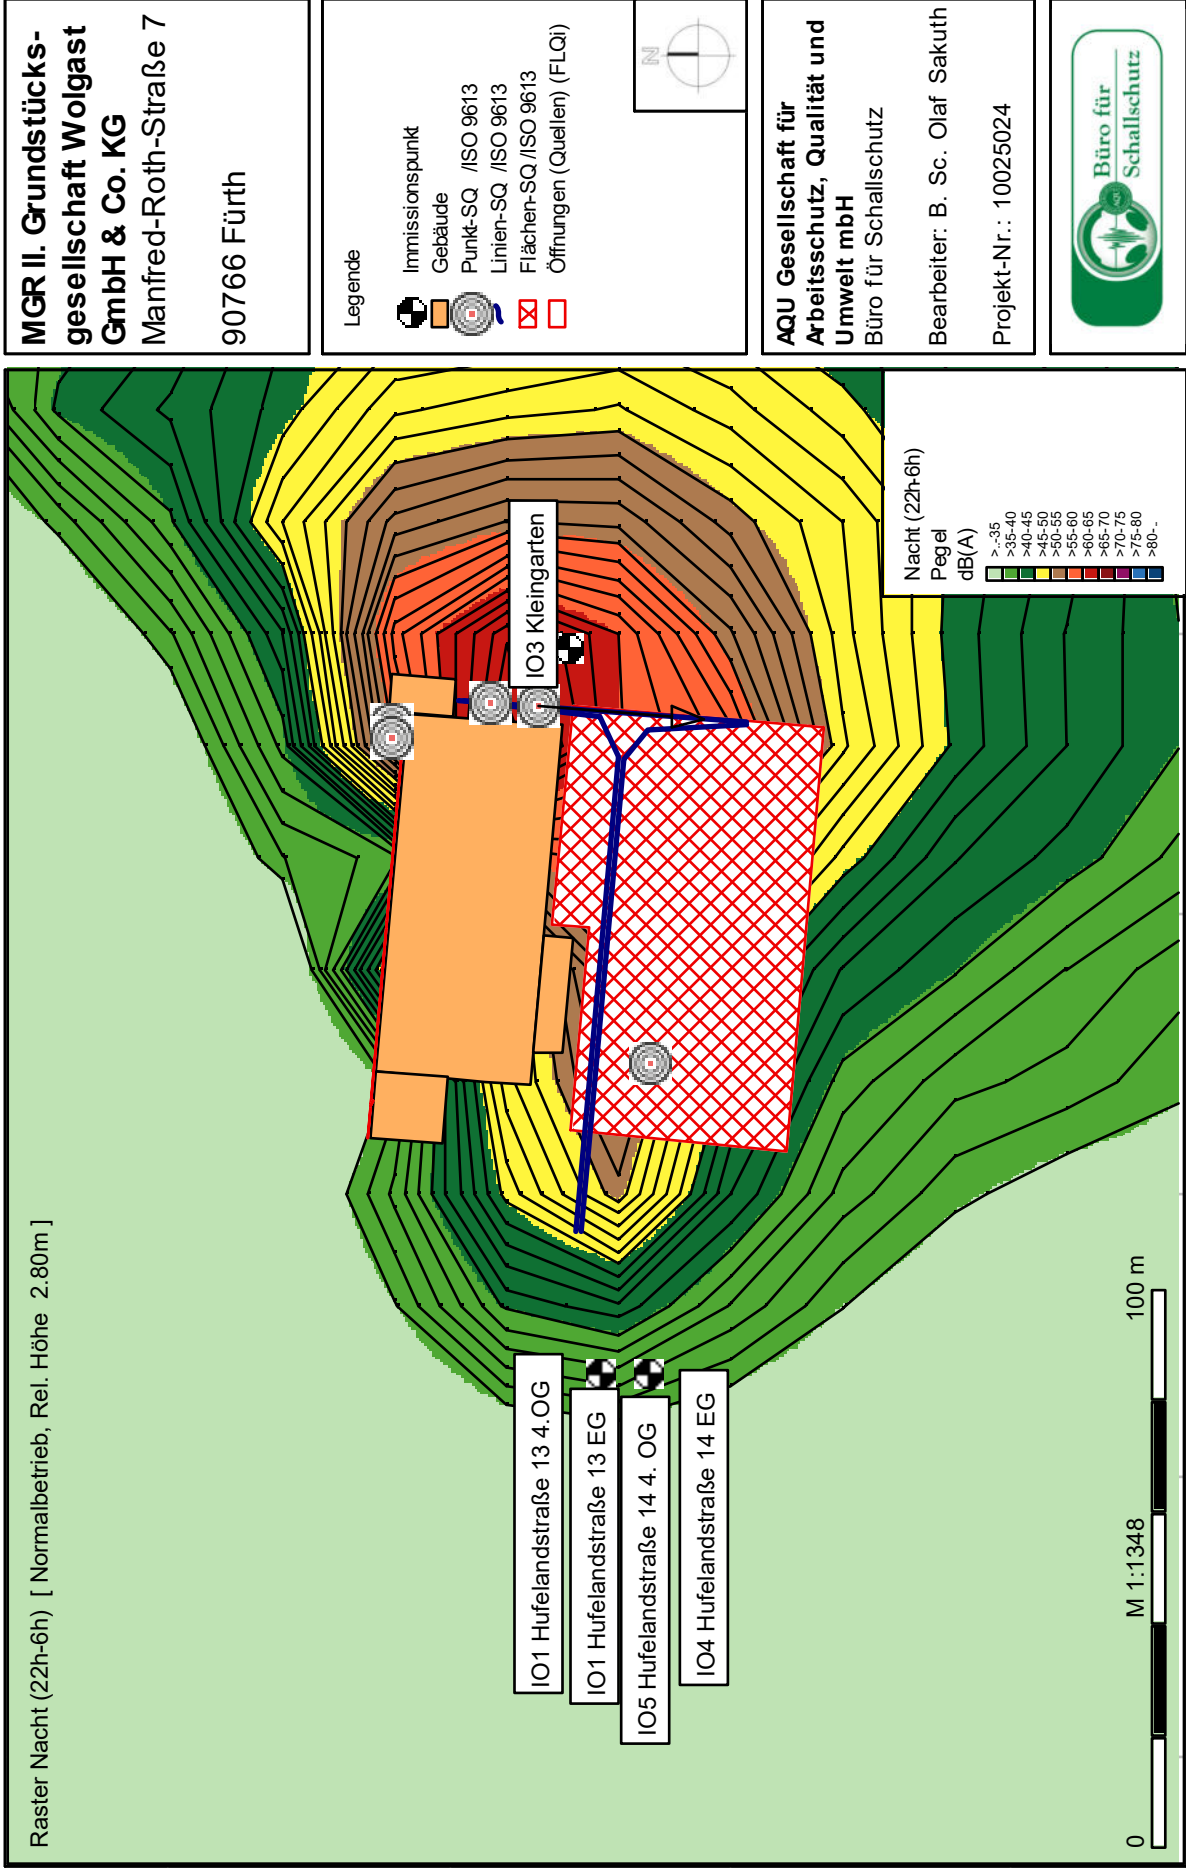 Raster Nacht (22h-6h) [ Normalbetrieb, Rel. Höhe 2.80m ]
IO3 Kleingarten
IO1 Hufelandstraße 13 4.OG
IO1 Hufelandstraße 13 EG
IO5 Hufelandstraße 14 4. OG
IO4 Hufelandstraße 14 EG
0
M 1:1348
100 m
Nacht (22h-6h)
Pegel
dB(A)
>..-35
>35-40
>40-45
>45-50
>50-55
>55-60
>60-65
>65-70
>70-75
>75-80
>80-..
MGR II. Grundstücks-
gesellschaft Wolgast
GmbH & Co. KG
Manfred-Roth-Straße 7
90766 Fürth
Legende
Immissionspunkt
Gebäude
Punkt-SQ /ISO 9613
Linien-SQ /ISO 9613
Flächen-SQ /ISO 9613
Öffnungen (Quellen) (FLQi)
N
AQU Gesellschaft für
Arbeitsschutz, Qualität und
Umwelt mbH
Büro für Schallschutz
Bearbeiter: B. Sc. Olaf Sakuth
Projekt-Nr.: 10025024
Büro für
Schallschutz